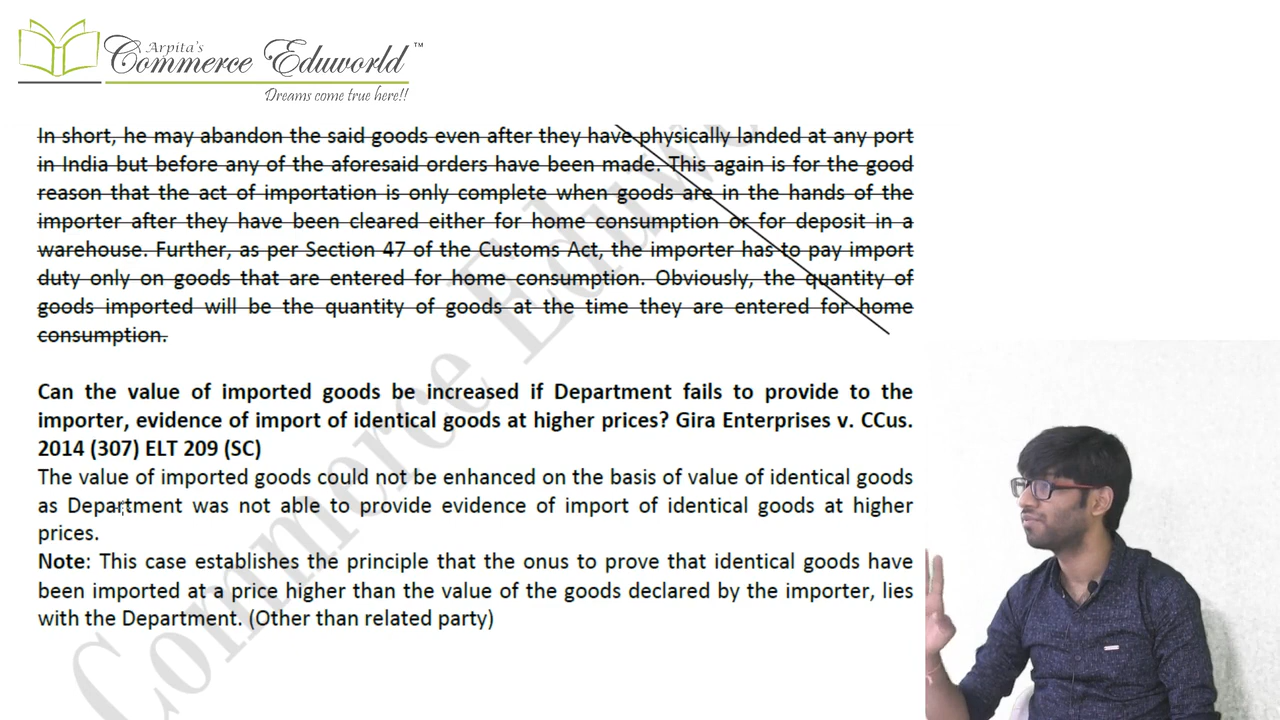 Arpita's
Commerce Eduworld™
Dreams come true here!!
In short, he may abandon the said goods even after they have physically landed at any port
in India but before any of the aforesaid orders have been made. This again is for the good
reason that the act of importation is only complete when goods are in the hands of the
importer after they have been cleared either for home consumption or for deposit in a
warehouse. Further, as per Section 47 of the Customs Act, the importer has to pay import
duty only on goods that are entered for home consumption. Obviously, the quantity of
goods imported will be the quantity of goods at the time they are entered for home
consumption.
Can the value of imported goods be increased if Department fails to provide to the
importer, evidence of import of identical goods at higher prices? Gira Enterprises v. CCus.
2014 (307) ELT 209 (SC)
The value of imported goods could not be enhanced on the basis of value of identical goods
as Department was not able to provide evidence of import of identical goods at higher
prices.
Note: This case establishes the principle that the onus to prove that identical goods have
been imported at a price higher than the value of the goods declared by the importer, lies
with the Department. (Other than related party)
Commerce Eduwo